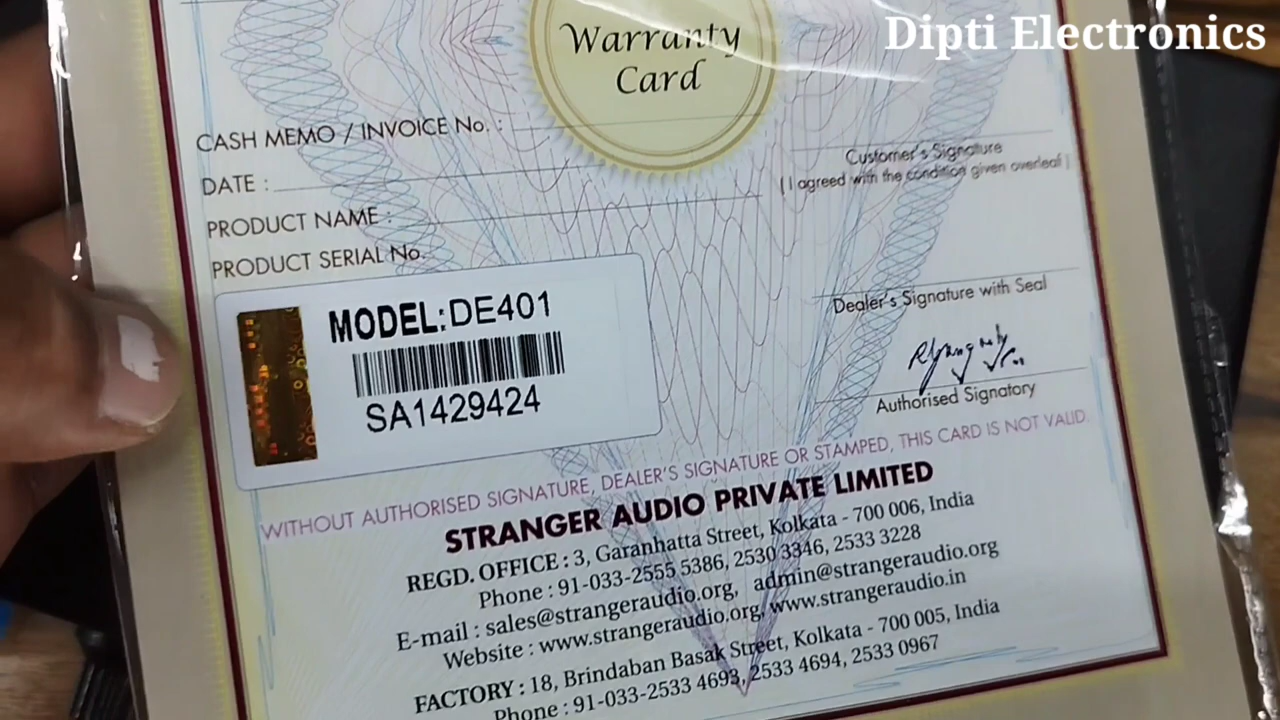 Dipti Electronics
Warranty
Card
CASH MEMO / INVOICE No. :
DATE :
PRODUCT NAME :
PRODUCT SERIAL No.
Customer's Signature
( I agreed with the condition given overleaf )
MODEL:DE401
SA1429424
Dealer's Signature with Seal
Authorised Signatory
WITHOUT AUTHORISED SIGNATURE, DEALER'S SIGNATURE OR STAMPED, THIS CARD IS NOT VALID.
STRANGER AUDIO PRIVATE LIMITED
REGD. OFFICE : 3, Garanhatta Street, Kolkata - 700 006, India
Phone : 91-033-2555 5386, 2530 3346, 2533 3228
E-mail : sales@strangeraudio.org, admin@strangeraudio.org
Website : www.strangeraudio.org, www.strangeraudio.in
FACTORY : 18, Brindaban Basak Street, Kolkata - 700 005, India
Phone : 91-033-2533 4693, 2533 4694, 2533 0967